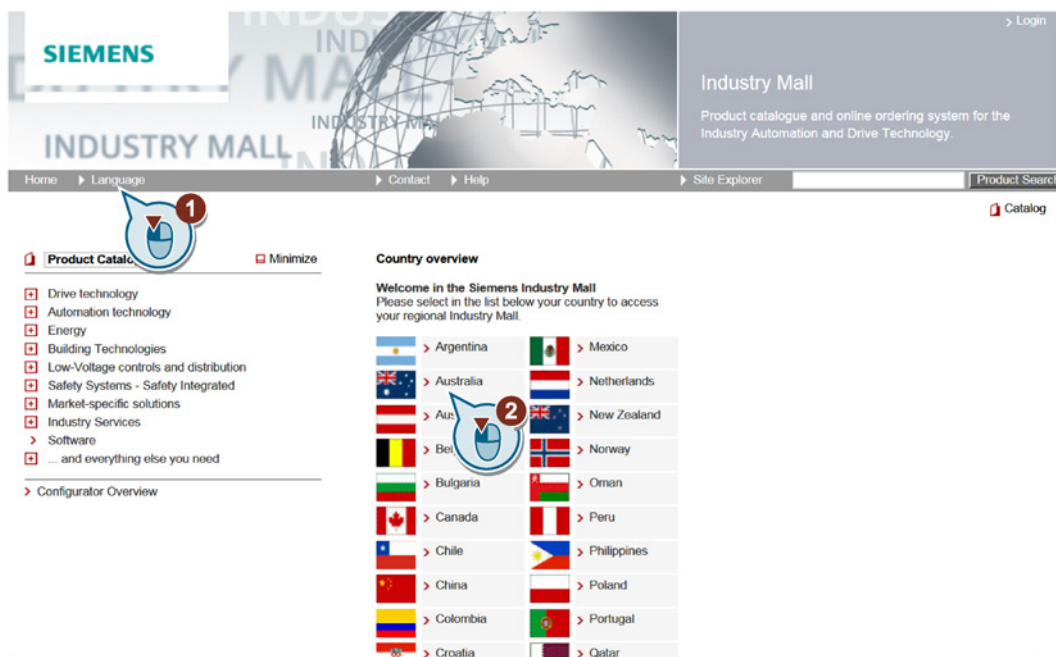 SIEMENS
INDUSTRY MALL
INDUSTRY MALL
> Login
Industry Mall
Product catalogue and online ordering system for the
Industry Automation and Drive Technology.
Home
Language
Contact
Help
Site Explorer
Product Search
1
Catalog
Minimize
Drive technology
Automation technology
Energy
Building Technologies
Low-Voltage controls and distribution
Safety Systems - Safety Integrated
Market-specific solutions
Industry Services
> Software
... and everything else you need
> Configurator Overview
Country overview
Welcome in the Siemens Industry Mall
Please select in the list below your country to access
your regional Industry Mall.
> Argentina
> Mexico
> Australia
> Netherlands
2
> New Zealand
> Norway
> Bulgaria
> Oman
> Canada
> Peru
> Chile
> Philippines
> China
> Poland
> Colombia
> Portugal
> Croatia
> Qatar